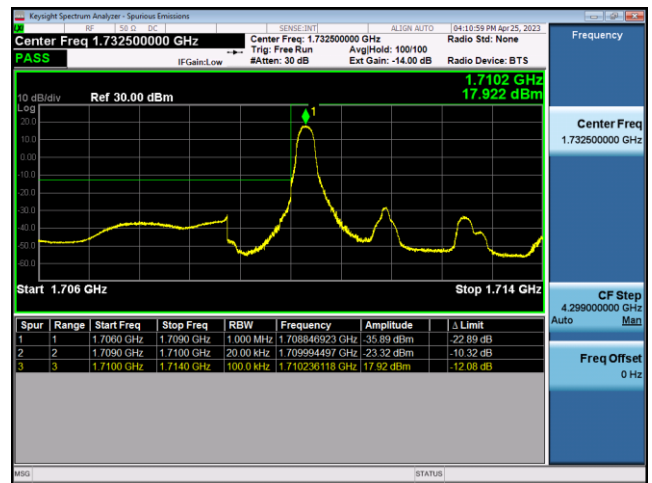 Keysight Spectrum Analyzer - Spurious Emissions
RF 50 Ω DC SENSE:INT ALIGN AUTO 04:10:59 PM Apr 25, 2023
Center Freq 1.732500000 GHz Center Freq: 1.732500000 GHz Radio Std: None
Trig: Free Run Avg|Hold: 100/100
PASS IFGain:Low #Atten: 30 dB Ext Gain: -14.00 dB Radio Device: BTS
1.7102 GHz
17.922 dBm
10 dB/div Ref 30.00 dBm
Log
20.0
10.0
0.00
-10.0
-20.0
-30.0
-40.0
-50.0
-60.0
1
Start 1.706 GHz Stop 1.714 GHz
Spur Range Start Freq Stop Freq RBW Frequency Amplitude Δ Limit
1 1 1.7060 GHz 1.7090 GHz 1.000 MHz 1.708846923 GHz -35.89 dBm -22.89 dB
2 2 1.7090 GHz 1.7100 GHz 20.00 kHz 1.709994497 GHz -23.32 dBm -10.32 dB
3 3 1.7100 GHz 1.7140 GHz 100.0 kHz 1.710236118 GHz 17.92 dBm -12.08 dB
MSG STATUS
Frequency
Center Freq
1.732500000 GHz
CF Step
4.299000000 GHz
Auto Man
Freq Offset
0 Hz